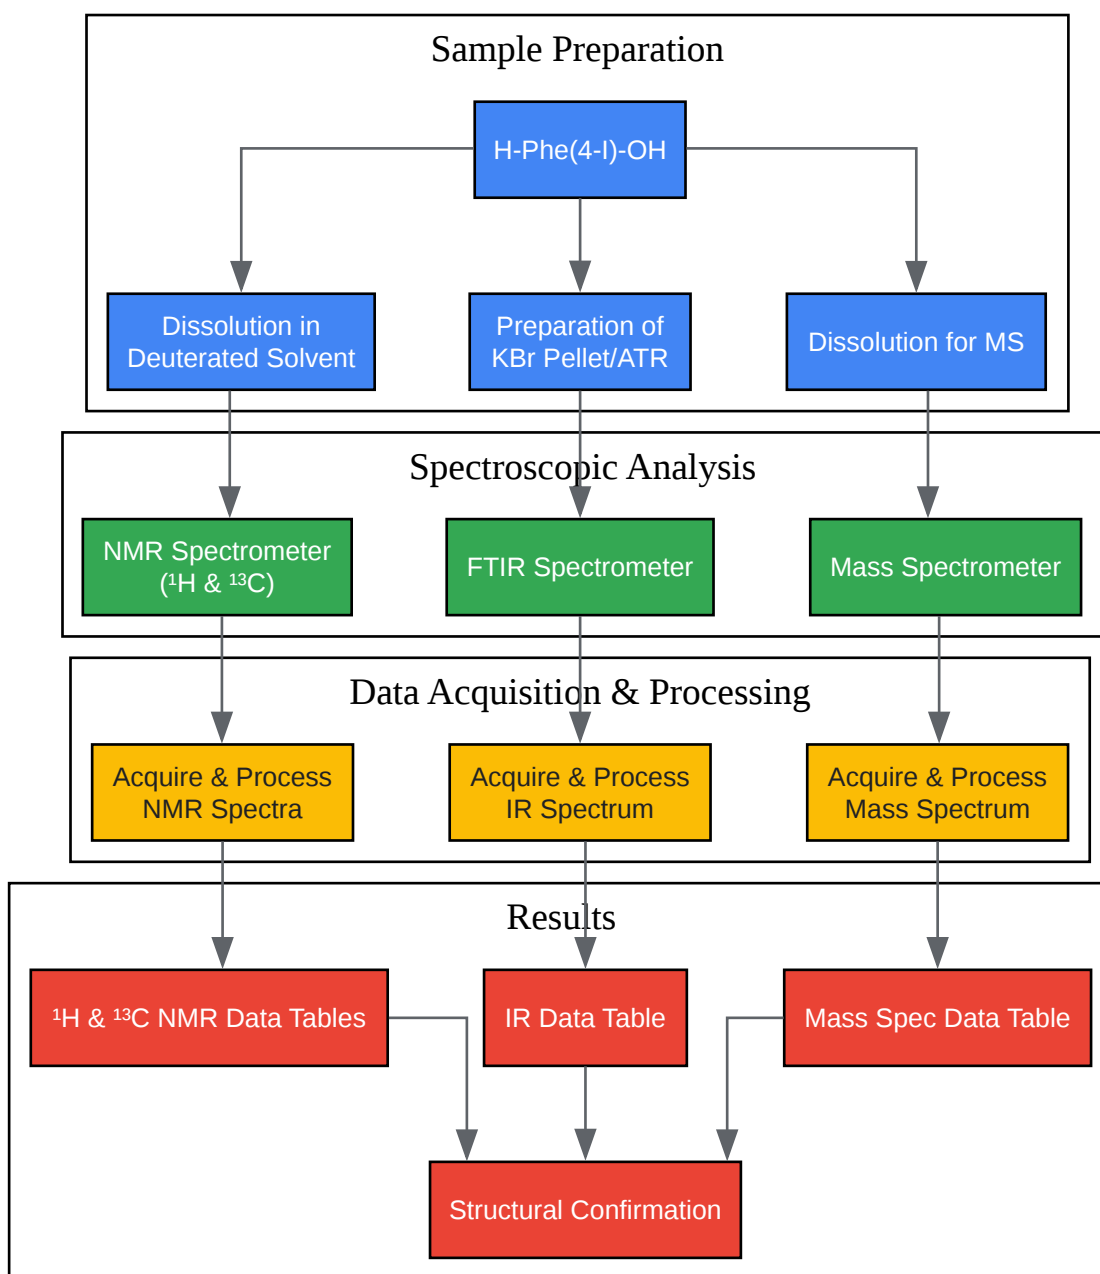 Sample Preparation
H-Phe(4-I)-OH
Dissolution in
Deuterated Solvent
Preparation of
KBr Pellet/ATR
Dissolution for MS
Spectroscopic Analysis
NMR Spectrometer
(¹H & ¹³C)
FTIR Spectrometer
Mass Spectrometer
Data Acquisition & Processing
Acquire & Process
NMR Spectra
Acquire & Process
IR Spectrum
Acquire & Process
Mass Spectrum
Results
¹H & ¹³C NMR Data Tables
IR Data Table
Mass Spec Data Table
Structural Confirmation